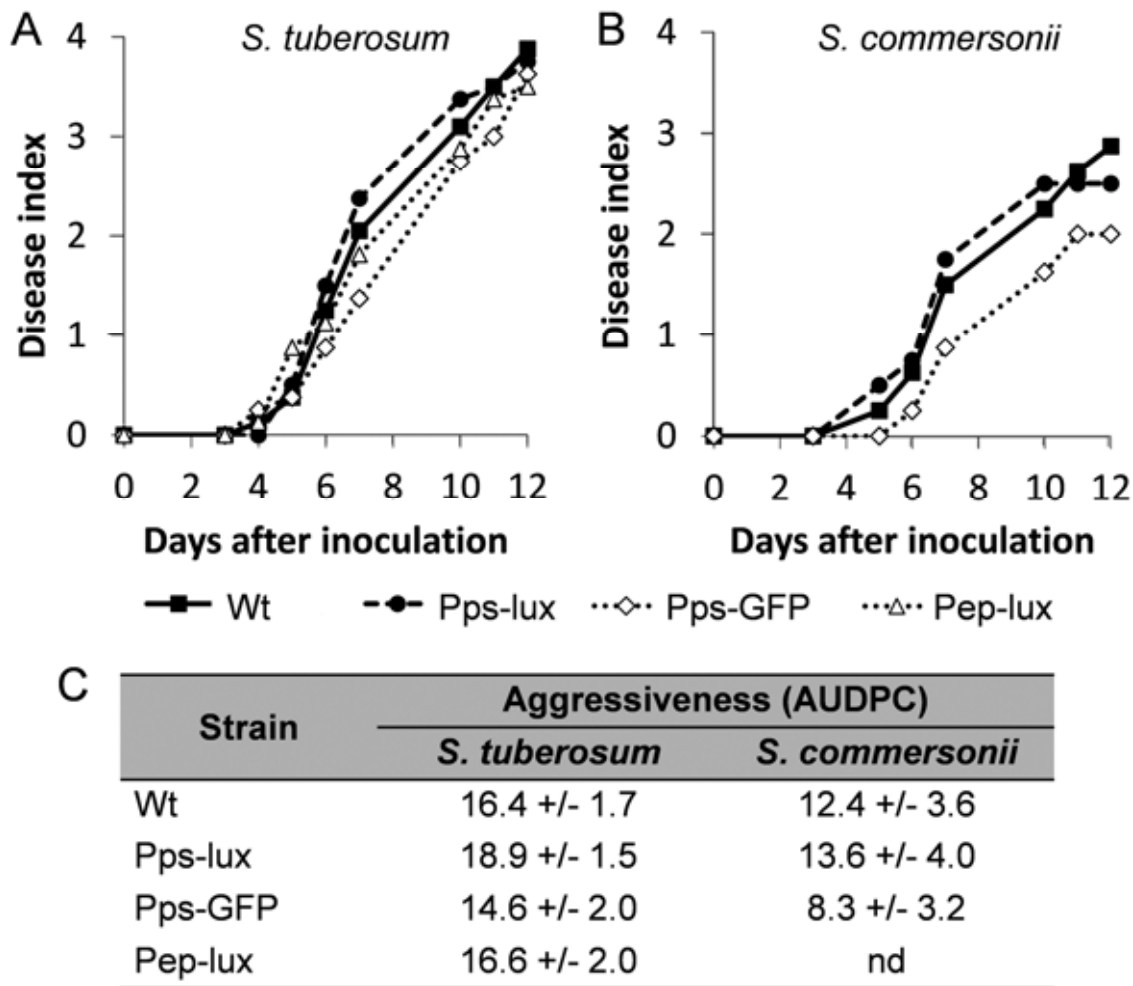 A
S. tuberosum
4
3
2
1
0
Disease index
0 2 4 6 8 10 12
Days after inoculation
B
S. commersonii
4
3
2
1
0
Disease index
0 2 4 6 8 10 12
Days after inoculation
Wt Pps-lux Pps-GFP Pep-lux
C
Strain Aggressiveness (AUDPC)
S. tuberosum S. commersonii
Wt 16.4 +/- 1.7 12.4 +/- 3.6
Pps-lux 18.9 +/- 1.5 13.6 +/- 4.0
Pps-GFP 14.6 +/- 2.0 8.3 +/- 3.2
Pep-lux 16.6 +/- 2.0 nd